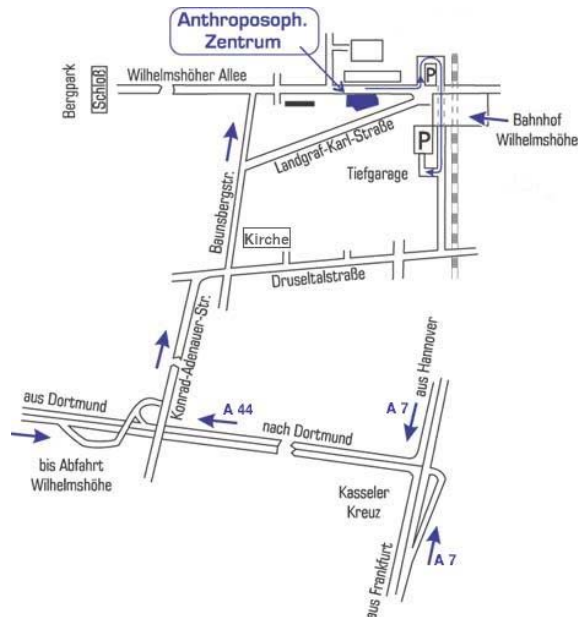 Anthroposoph.
Zentrum
Bergpark
Schloß
Wilhelmshöher Allee
P
Bahnhof
Wilhelmshöhe
Landgraf-Karl-Straße
P
Tiefgarage
Baunsbergstr.
Kirche
Druseltalstraße
Konrad-Adenauer-Str.
aus Hannover
aus Dortmund
A 44
A 7
nach Dortmund
bis Abfahrt
Wilhelmshöhe
Kasseler
Kreuz
aus Frankfurt
A 7